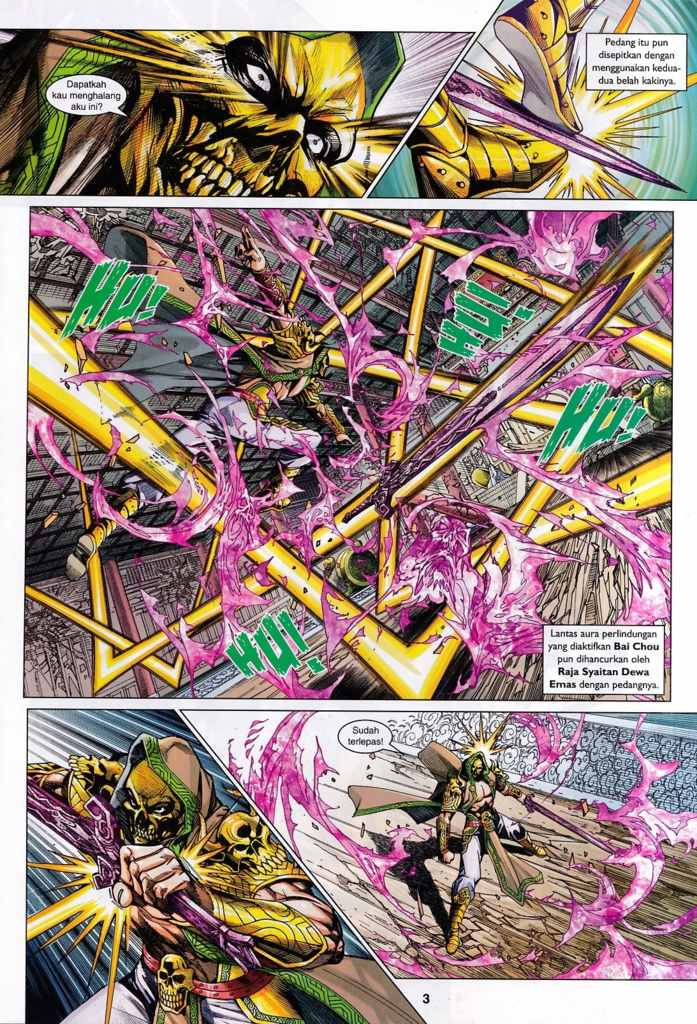 Dapatkah
kau menghalang
aku ini?
Pedang itu pun
disepitkan dengan
menggunakan kedua-
dua belah kakinya.
HU!
HU!
HU!
HU!
Lantas aura perlindungan
yang diaktifkan Bai Chou
pun dihancurkan oleh
Raja Syaitan Dewa
Emas dengan pedangnya.
Sudah
terlepas!
3